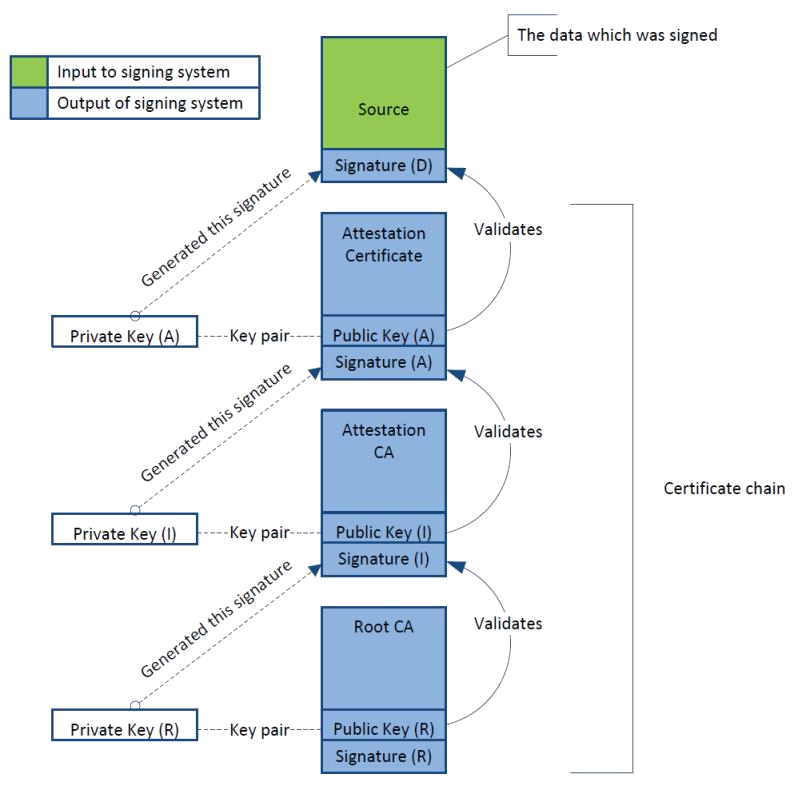 The data which was signed
Input to signing system
Output of signing system
Source
Signature (D)
Generated this signature
Validates
Attestation
Certificate
Private Key (A)
Key pair
Public Key (A)
Signature (A)
Generated this signature
Validates
Attestation
CA
Certificate chain
Private Key (I)
Key pair
Public Key (I)
Signature (I)
Generated this signature
Validates
Root CA
Private Key (R)
Key pair
Public Key (R)
Signature (R)